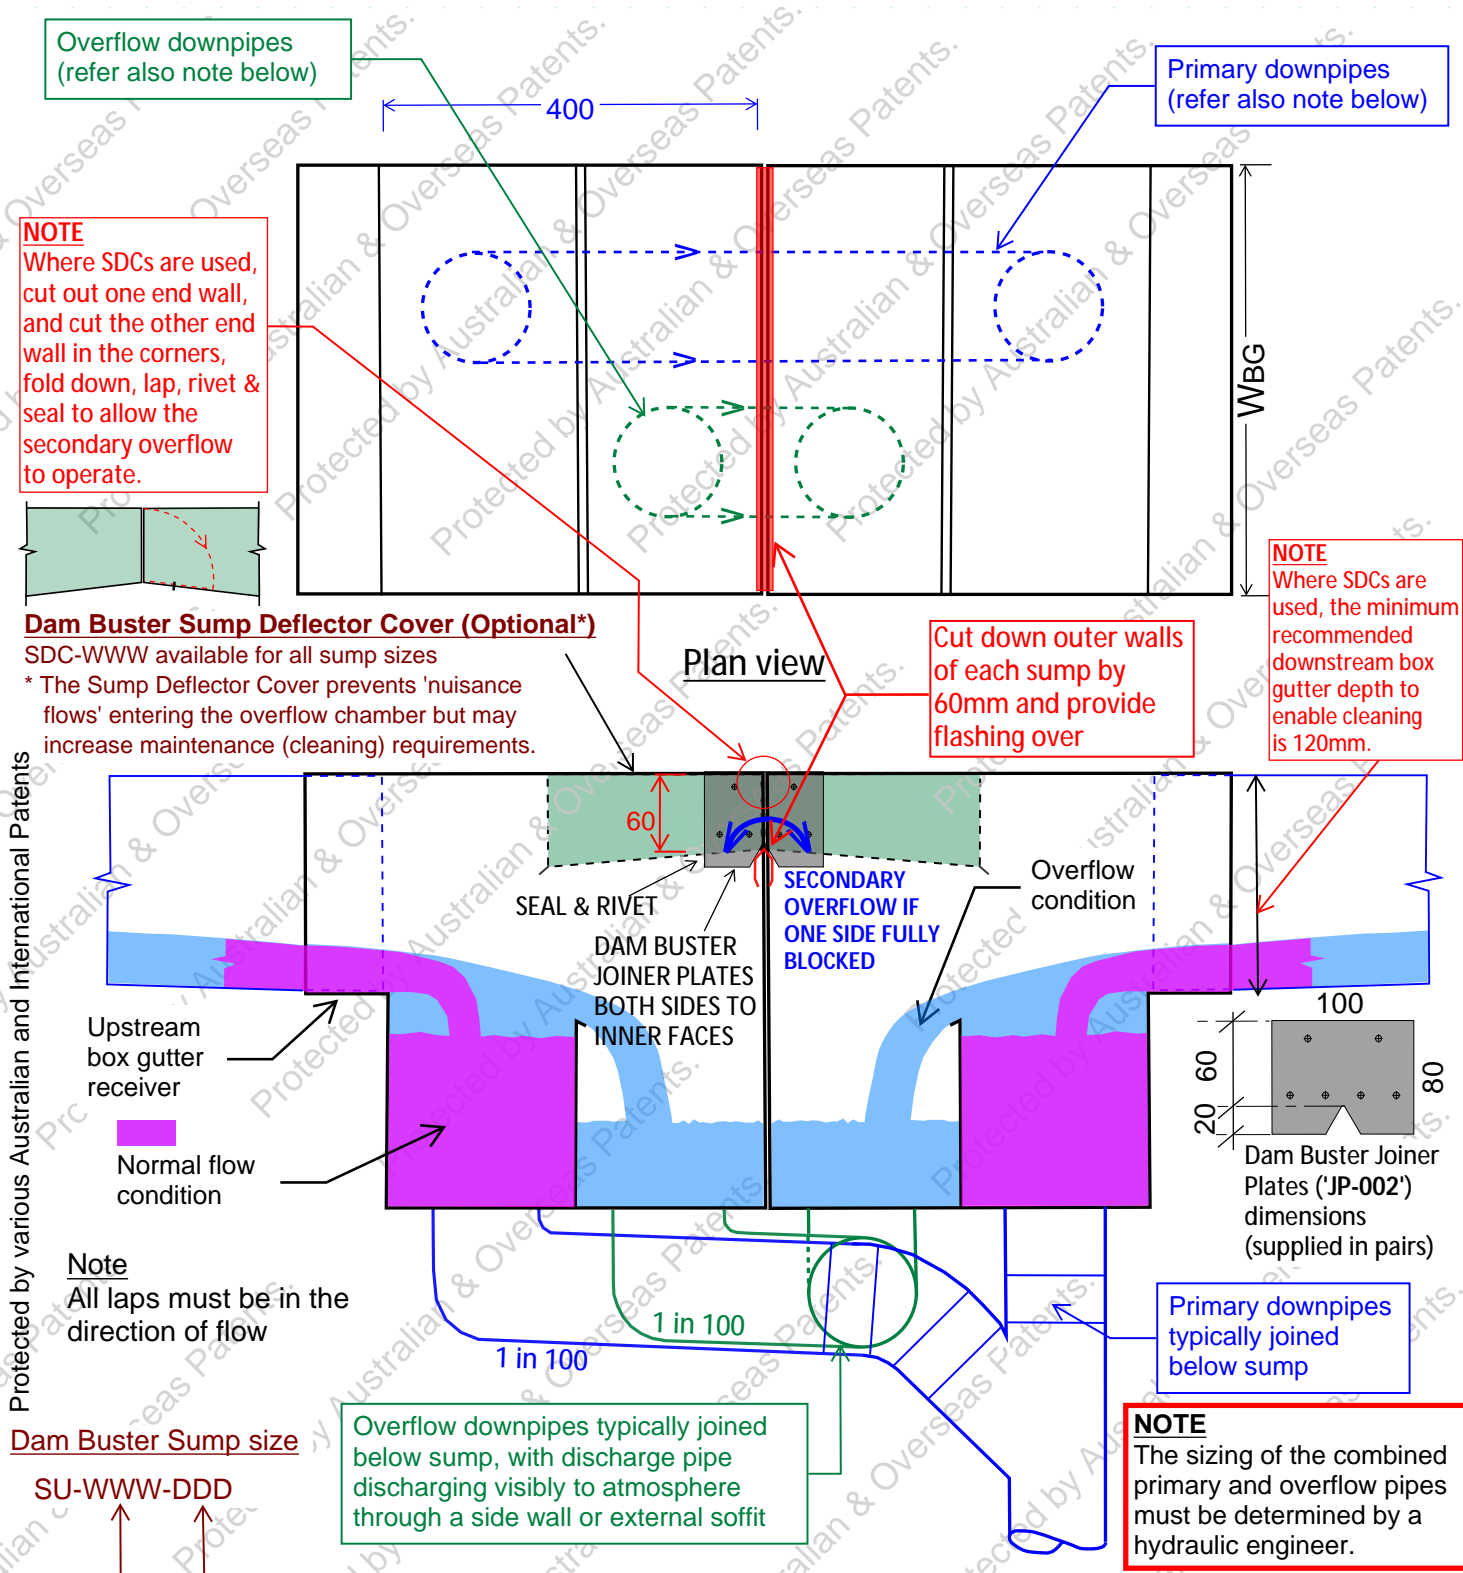 Overflow downpipes
(refer also note below)
400
Primary downpipes
(refer also note below)
NOTE
Where SDCs are used,
cut out one end wall,
and cut the other end
wall in the corners,
fold down, lap, rivet &
seal to allow the
secondary overflow
to operate.
WBG
Dam Buster Sump Deflector Cover (Optional*)
SDC-WWW available for all sump sizes
* The Sump Deflector Cover prevents 'nuisance
flows' entering the overflow chamber but may
increase maintenance (cleaning) requirements.
Plan view
Cut down outer walls
of each sump by
60mm and provide
flashing over
NOTE
Where SDCs are
used, the minimum
recommended
downstream box
gutter depth to
enable cleaning
is 120mm.
60
SEAL & RIVET
DAM BUSTER
JOINER PLATES
BOTH SIDES TO
INNER FACES
SECONDARY
OVERFLOW IF
ONE SIDE FULLY
BLOCKED
Overflow
condition
Upstream
box gutter
receiver
Normal flow
condition
100
60
20
80
Dam Buster Joiner
Plates ('JP-002')
dimensions
(supplied in pairs)
Note
All laps must be in the
direction of flow
1 in 100
1 in 100
Primary downpipes
typically joined
below sump
Overflow downpipes typically joined
below sump, with discharge pipe
discharging visibly to atmosphere
through a side wall or external soffit
NOTE
The sizing of the combined
primary and overflow pipes
must be determined by a
hydraulic engineer.
Dam Buster Sump size
SU-WWW-DDD
Protected by various Australian and International Patents
Protected by Australian & Overseas Patents.